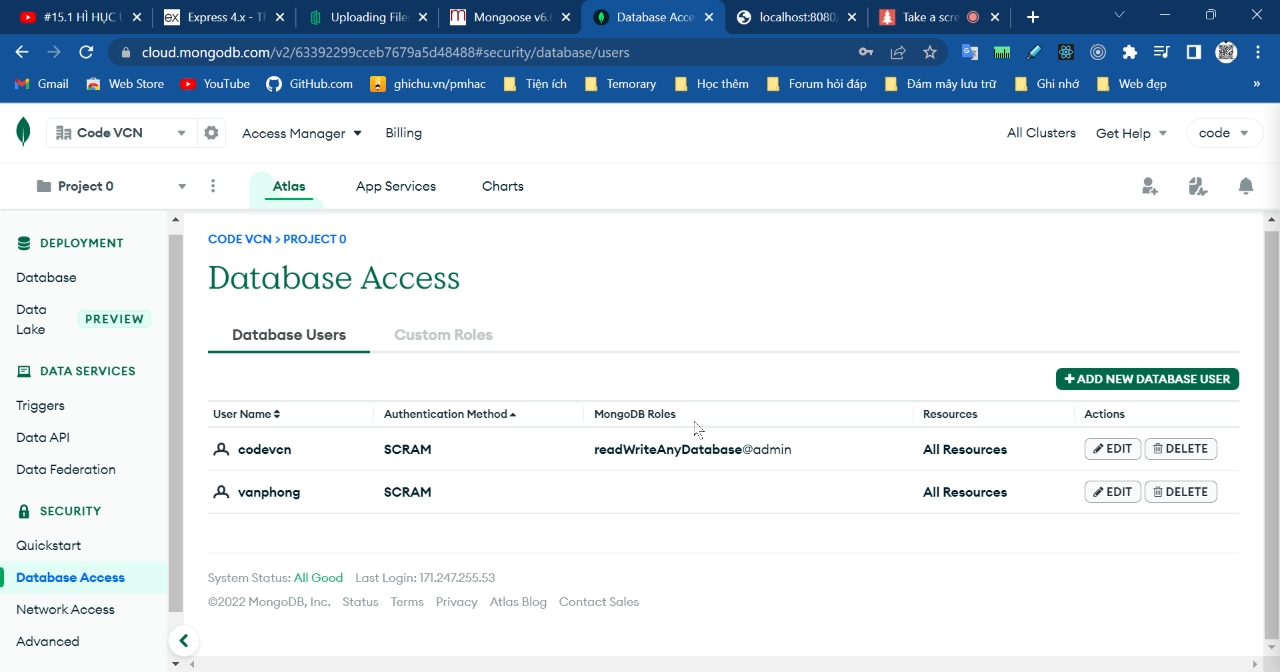 #15.1 HÌ HỤC
Express 4.x - Th
Uploading File
Mongoose v6.
Database Acce
localhost:8080
Take a scre
cloud.mongodb.com/v2/63392299cceb7679a5d48488#security/database/users
Gmail
Web Store
YouTube
GitHub.com
ghichu.vn/pmhac
Tiện ích
Temorary
Học thêm
Forum hỏi đáp
Đám mây lưu trữ
Ghi nhớ
Web đẹp
»
Code VCN
Access Manager
Billing
All Clusters
Get Help
code
Project 0
Atlas
App Services
Charts
DEPLOYMENT
Database
Data Lake
PREVIEW
DATA SERVICES
Triggers
Data API
Data Federation
SECURITY
Quickstart
Database Access
Network Access
Advanced
CODE VCN > PROJECT 0
Database Access
Database Users
Custom Roles
+ ADD NEW DATABASE USER
User Name
Authentication Method
MongoDB Roles
Resources
Actions
codevcn
SCRAM
readWriteAnyDatabase@admin
All Resources
EDIT
DELETE
vanphong
SCRAM
All Resources
EDIT
DELETE
System Status: All Good Last Login: 171.247.255.53
©2022 MongoDB, Inc. Status Terms Privacy Atlas Blog Contact Sales